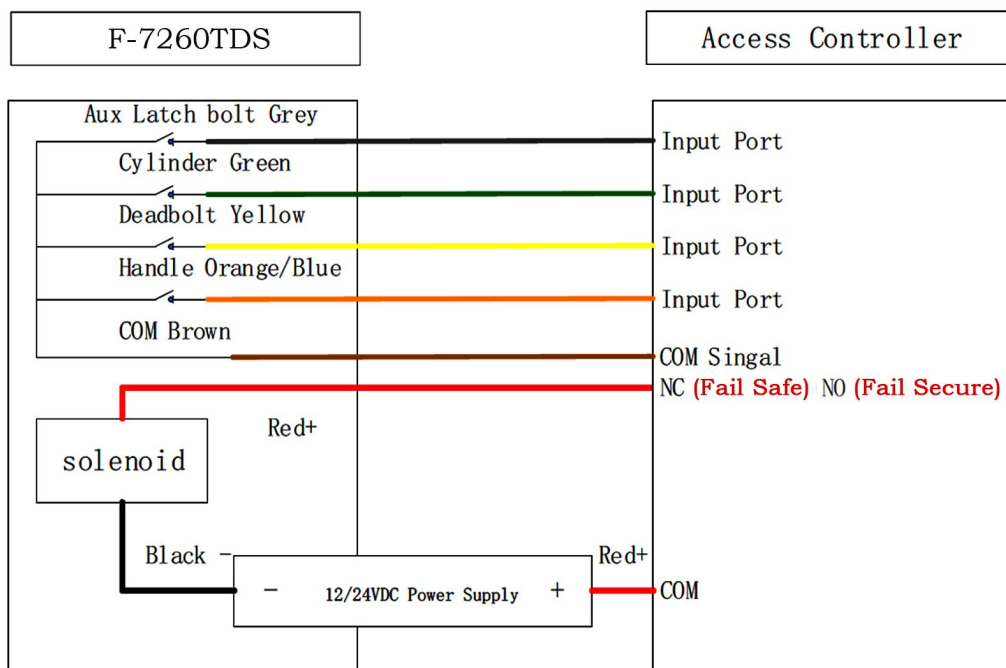 F-7260TDS
Access Controller
Aux Latch bolt Grey
Input Port
Cylinder Green
Input Port
Deadbolt Yellow
Input Port
Handle Orange/Blue
Input Port
COM Brown
COM Singal
NC (Fail Safe) NO (Fail Secure)
Red+
solenoid
Black -
Red+
- 12/24VDC Power Supply +
COM